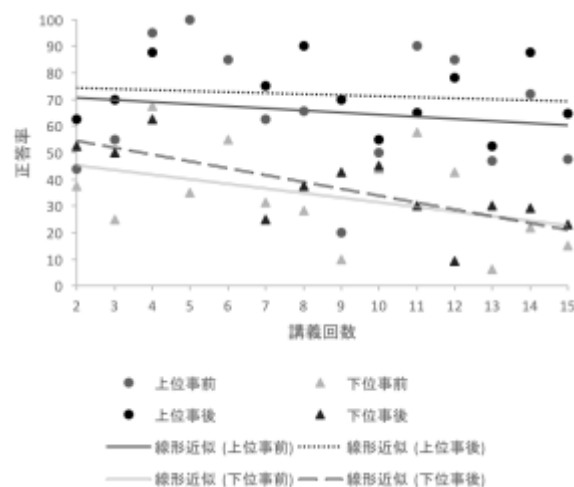 100
90
80
70
60
50
40
30
20
10
0
正答率
2 3 4 5 6 7 8 9 10 11 12 13 14 15
講義回数
上位事前 下位事前
上位事後 下位事後
線形近似 (上位事前) 線形近似 (上位事後)
線形近似 (下位事前) 線形近似 (下位事後)